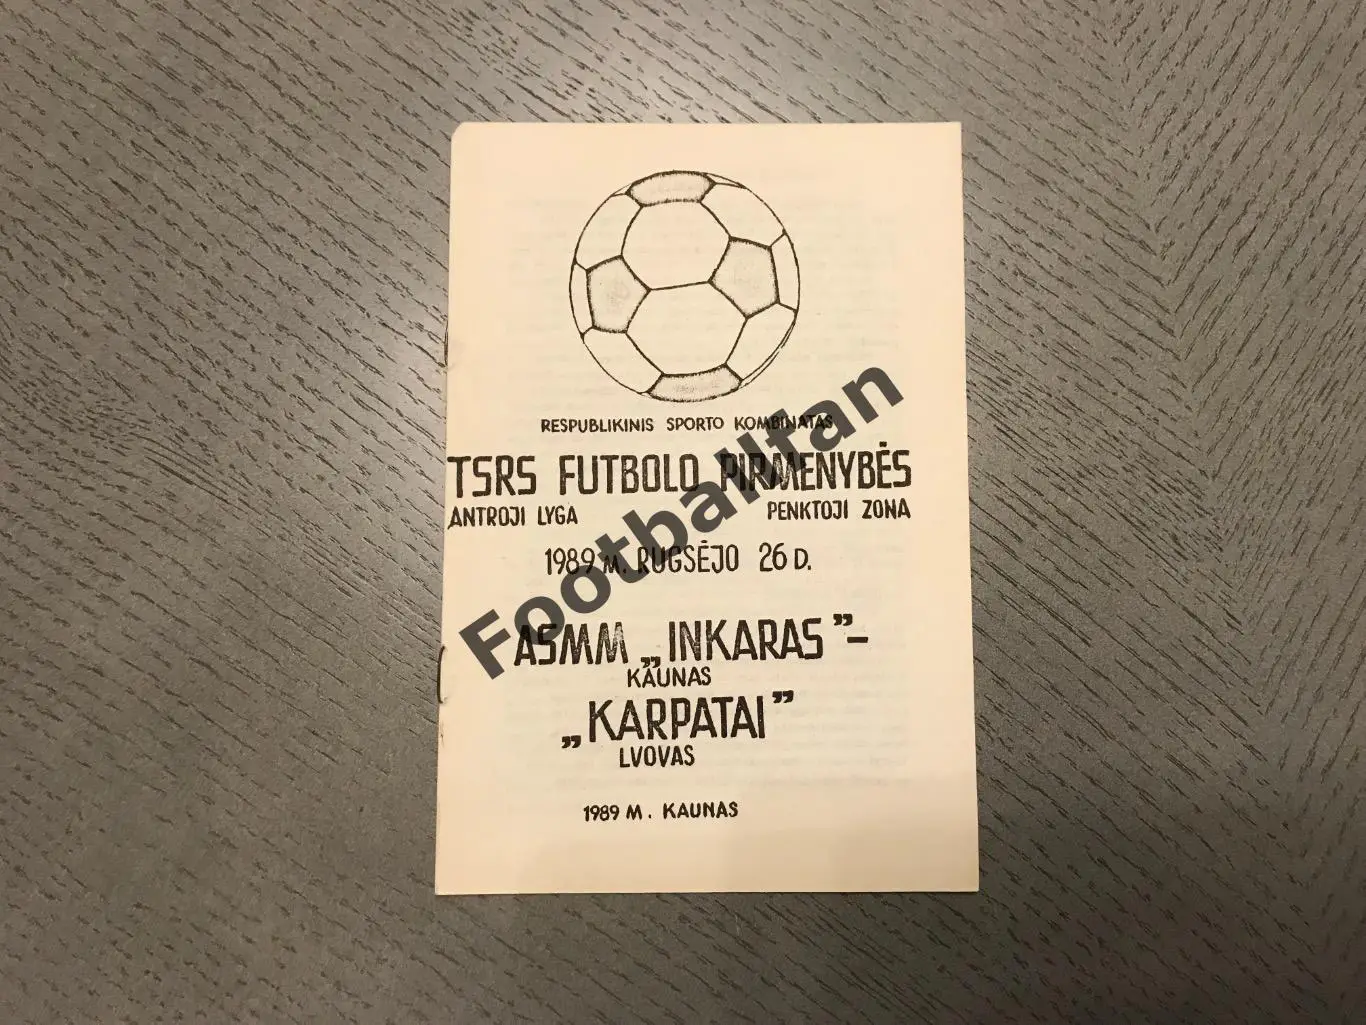 RESPUBLIKINIS SPORTO KOMBINATAS
TSRS FUTBOLO PIRMENYBĖS
ANTROJI LYGA PENKTOJI ZONA
1989 M. RUGSĖJO 26 D.
ASMM „INKARAS” –
KAUNAS
„KARPATAI”
LVOVAS
1989 M. KAUNAS
Footballfan